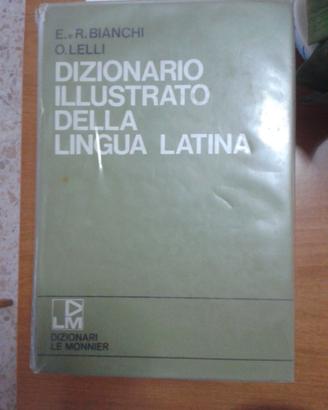 E. e R. BIANCHI
O. LELLI
DIZIONARIO
ILLUSTRATO
DELLA
LINGUA LATINA
LM
DIZIONARI
LE MONNIER